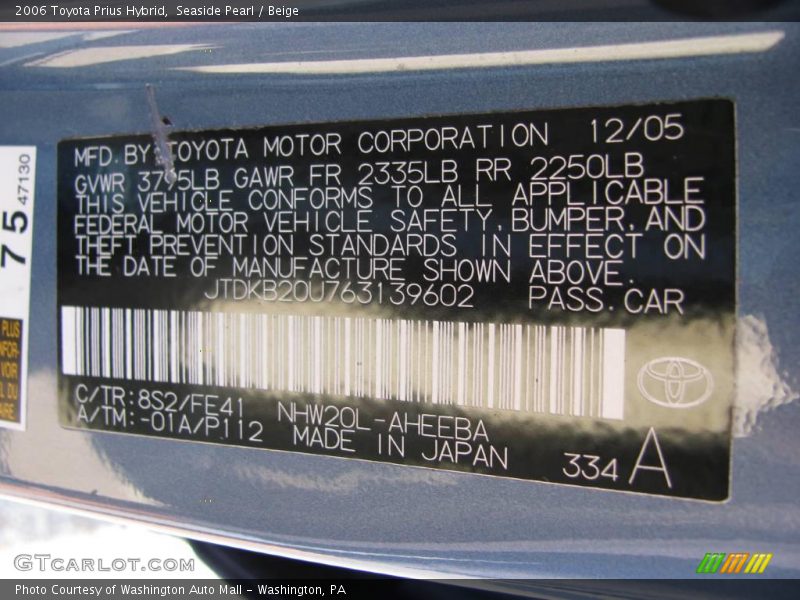 2006 Toyota Prius Hybrid, Seaside Pearl / Beige
MFD.BY TOYOTA MOTOR CORPORATION 12/05
GVWR 3795LB GAWR FR 2335LB RR 2250LB
THIS VEHICLE CONFORMS TO ALL APPLICABLE
FEDERAL MOTOR VEHICLE SAFETY,BUMPER,AND
THEFT PREVENTION STANDARDS IN EFFECT ON
THE DATE OF MANUFACTURE SHOWN ABOVE.
JTDKB20U763139602 PASS.CAR
C/TR:8S2/FE41 NHW20L-AHEEBA
A/TM:-01A/P112 MADE IN JAPAN
334 A
75 47130
PLUS
GTCARLOT.COM
Photo Courtesy of Washington Auto Mall - Washington, PA